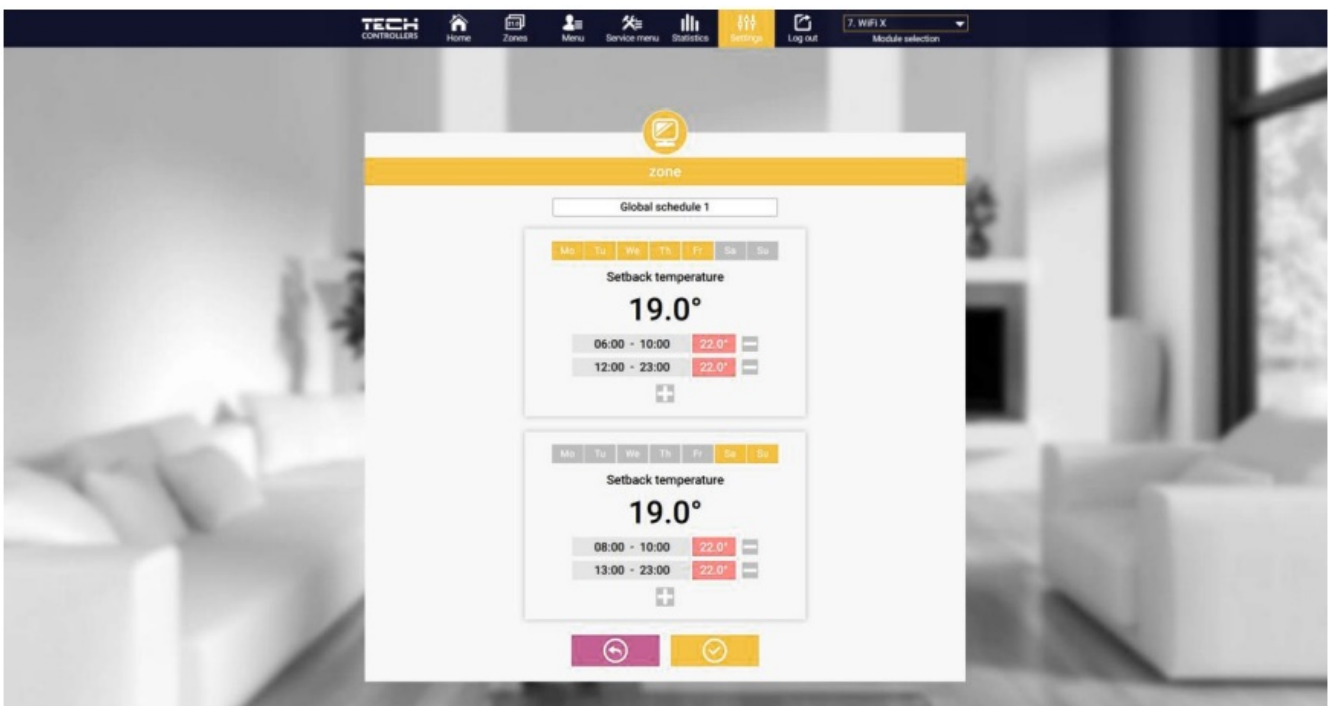 TECH
CONTROLLERS
Home
Zones
Menu
Service menu
Statistics
Settings
Log out
7. WIFI X
Module selection
zone
Global schedule 1
Mo Tu We Th Fr Sa Su
Setback temperature
19.0°
06:00 - 10:00 22.0°
12:00 - 23:00 22.0°
Mo Tu We Th Fr Sa Su
Setback temperature
19.0°
08:00 - 10:00 22.0°
13:00 - 23:00 22.0°